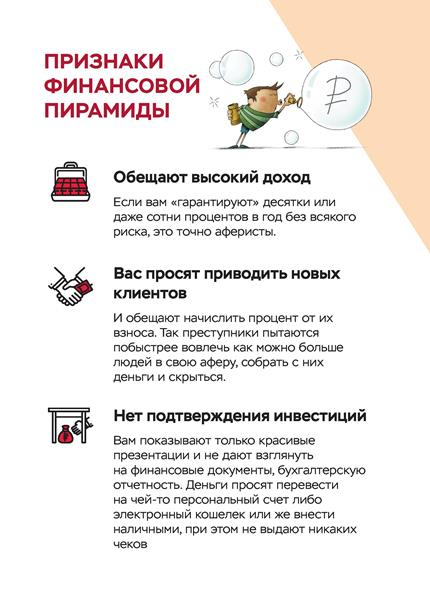 ПРИЗНАКИ
ФИНАНСОВОЙ
ПИРАМИДЫ
₽
Обещают высокий доход
Если вам «гарантируют» десятки или
даже сотни процентов в год без всякого
риска, это точно аферисты.
Вас просят приводить новых
клиентов
И обещают начислить процент от их
взноса. Так преступники пытаются
побыстрее вовлечь как можно больше
людей в свою аферу, собрать с них
деньги и скрыться.
Нет подтверждения инвестиций
Вам показывают только красивые
презентации и не дают взглянуть
на финансовые документы, бухгалтерскую
отчетность. Деньги просят перевести
на чей-то персональный счет либо
электронный кошелек или же внести
наличными, при этом не выдают никаких
чеков